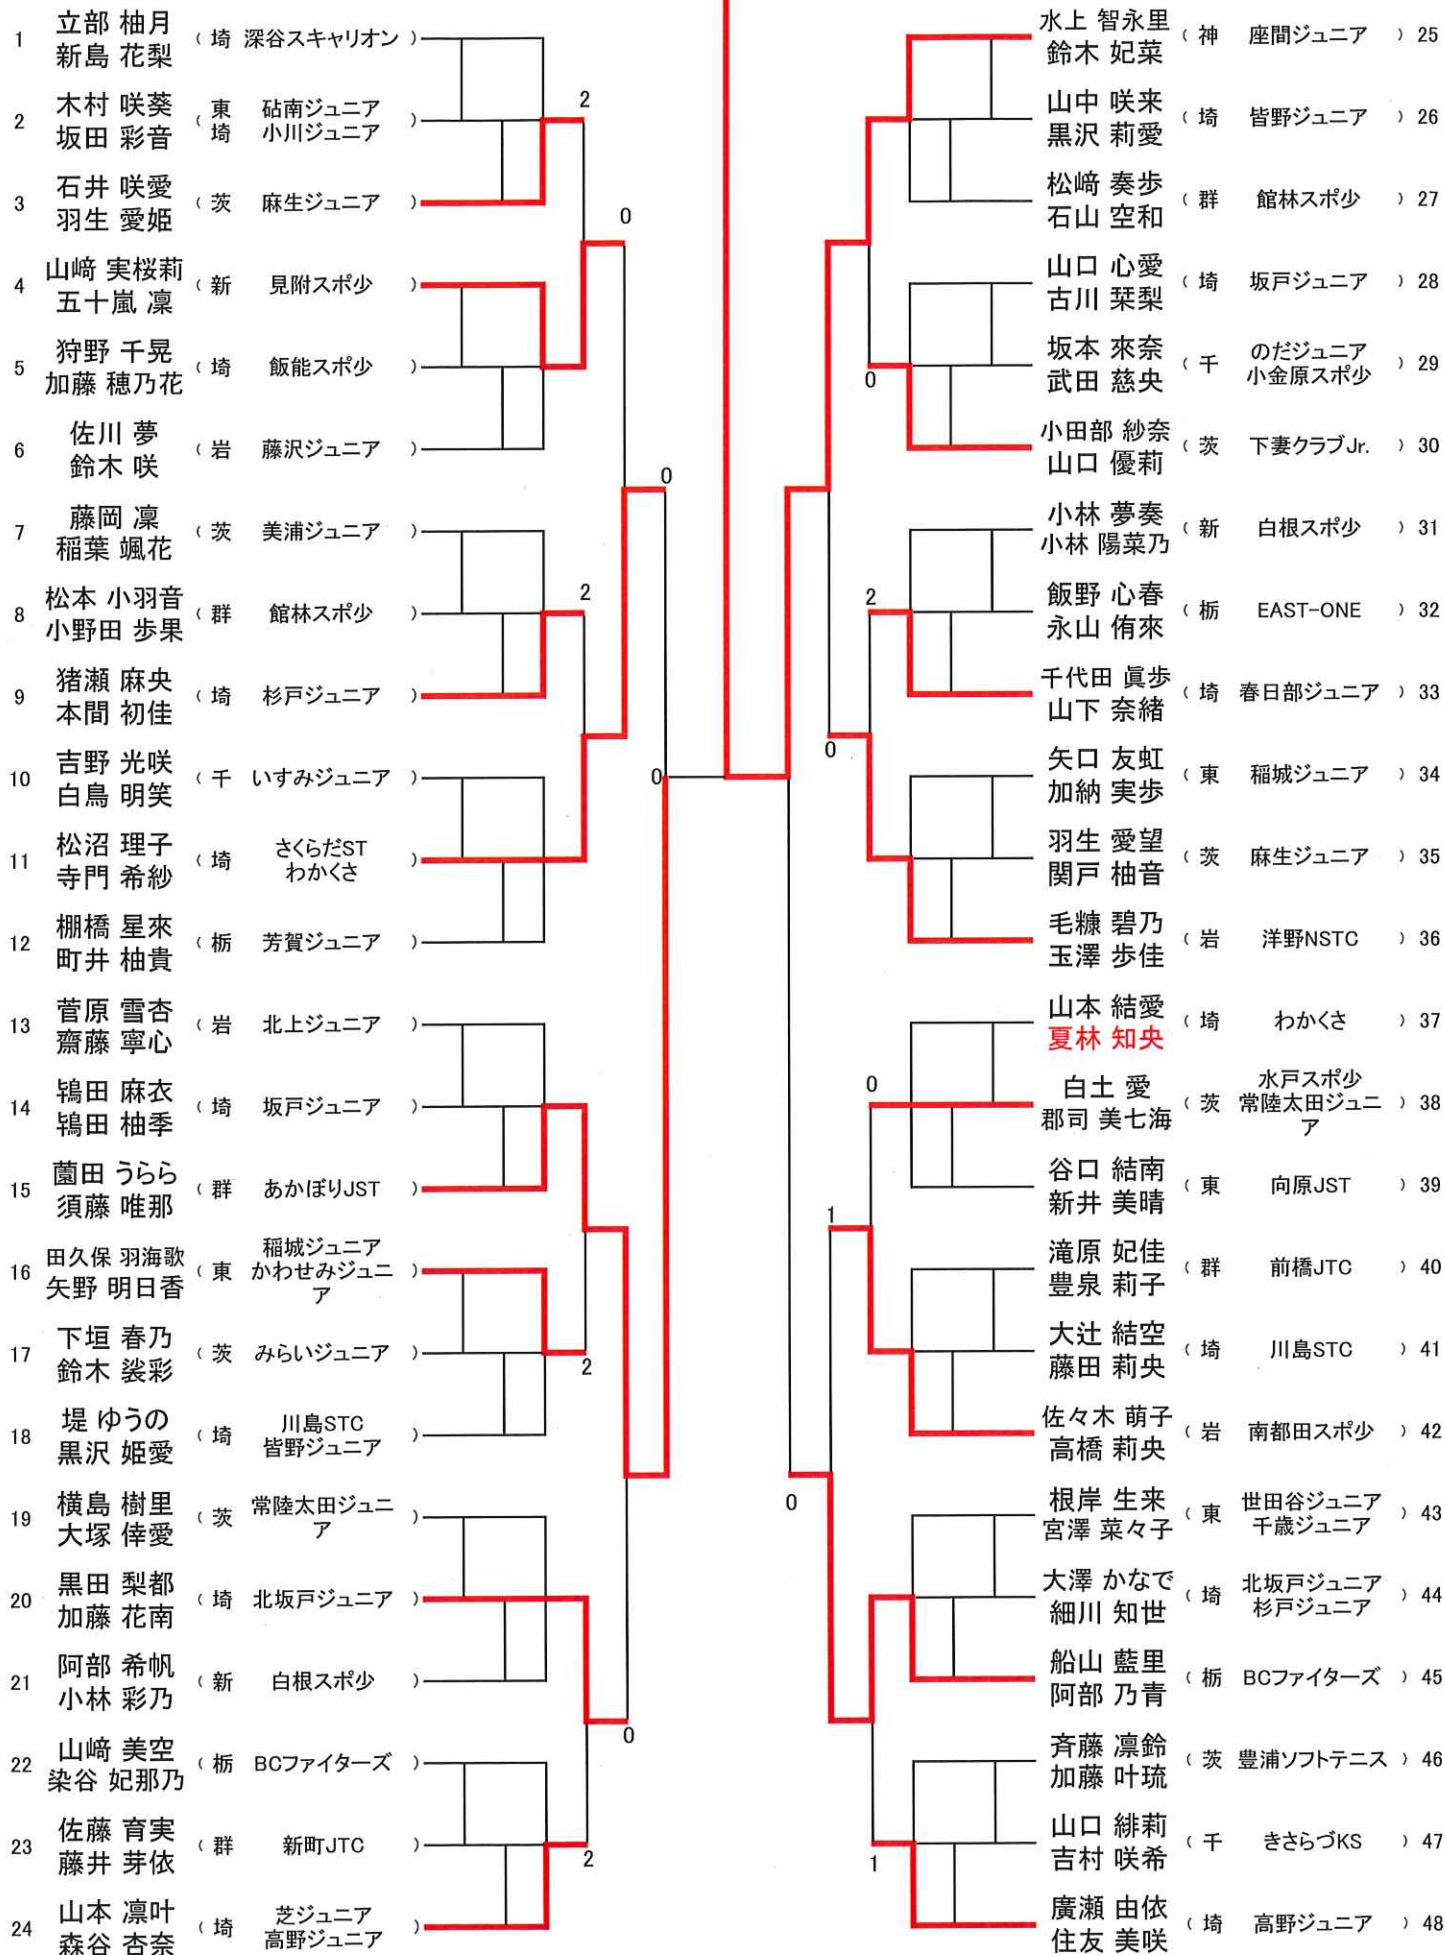 1 立部 柚月 新島 花梨 （ 埼 深谷スキャリオン ）
2 木村 咲葵 坂田 彩音 （ 東 埼 砧南ジュニア 小川ジュニア ）
3 石井 咲愛 羽生 愛姫 （ 茨 麻生ジュニア ）
4 山﨑 実桜莉 五十嵐 凜 （ 新 見附スポ少 ）
5 狩野 千晃 加藤 穂乃花 （ 埼 飯能スポ少 ）
6 佐川 夢 鈴木 咲 （ 岩 藤沢ジュニア ）
7 藤岡 凜 稲葉 颯花 （ 茨 美浦ジュニア ）
8 松本 小羽音 小野田 歩果 （ 群 館林スポ少 ）
9 猪瀬 麻央 本間 初佳 （ 埼 杉戸ジュニア ）
10 吉野 光咲 白鳥 明笑 （ 千 いすみジュニア ）
11 松沼 理子 寺門 希紗 （ 埼 さくらだST わかくさ ）
12 棚橋 星來 町井 柚貴 （ 栃 芳賀ジュニア ）
13 菅原 雪杏 齋藤 寧心 （ 岩 北上ジュニア ）
14 鴇田 麻衣 鴇田 柚季 （ 埼 坂戸ジュニア ）
15 薗田 うらら 須藤 唯那 （ 群 あかぼりJST ）
16 田久保 羽海歌 矢野 明日香 （ 東 稲城ジュニア かわせみジュニア ）
17 下垣 春乃 鈴木 裟彩 （ 茨 みらいジュニア ）
18 堤 ゆうの 黒沢 姫愛 （ 埼 川島STC 皆野ジュニア ）
19 横島 樹里 大塚 倖愛 （ 茨 常陸太田ジュニア ）
20 黒田 梨都 加藤 花南 （ 埼 北坂戸ジュニア ）
21 阿部 希帆 小林 彩乃 （ 新 白根スポ少 ）
22 山﨑 美空 染谷 妃那乃 （ 栃 BCファイターズ ）
23 佐藤 育実 藤井 芽依 （ 群 新町JTC ）
24 山本 凛叶 森谷 杏奈 （ 埼 芝ジュニア 高野ジュニア ）
2
0
2
0
0
2
0
2
水上 智永里 鈴木 妃菜 （ 神 座間ジュニア ） 25
山中 咲来 黒沢 莉愛 （ 埼 皆野ジュニア ） 26
松﨑 奏歩 石山 空和 （ 群 館林スポ少 ） 27
山口 心愛 古川 栞梨 （ 埼 坂戸ジュニア ） 28
坂本 來奈 武田 慈央 （ 千 のだジュニア 小金原スポ少 ） 29
小田部 紗奈 山口 優莉 （ 茨 下妻クラブJr. ） 30
小林 夢奏 小林 陽菜乃 （ 新 白根スポ少 ） 31
飯野 心春 永山 侑來 （ 栃 EAST-ONE ） 32
千代田 眞歩 山下 奈緒 （ 埼 春日部ジュニア ） 33
矢口 友虹 加納 実歩 （ 東 稲城ジュニア ） 34
羽生 愛望 関戸 柚音 （ 茨 麻生ジュニア ） 35
毛糠 碧乃 玉澤 歩佳 （ 岩 洋野NSTC ） 36
山本 結愛 夏林 知央 （ 埼 わかくさ ） 37
白土 愛 郡司 美七海 （ 茨 水戸スポ少 常陸太田ジュニア ） 38
谷口 結南 新井 美晴 （ 東 向原JST ） 39
滝原 妃佳 豊泉 莉子 （ 群 前橋JTC ） 40
大辻 結空 藤田 莉央 （ 埼 川島STC ） 41
佐々木 萌子 高橋 莉央 （ 岩 南都田スポ少 ） 42
根岸 生来 宮澤 菜々子 （ 東 世田谷ジュニア 千歳ジュニア ） 43
大澤 かなで 細川 知世 （ 埼 北坂戸ジュニア 杉戸ジュニア ） 44
船山 藍里 阿部 乃青 （ 栃 BCファイターズ ） 45
斉藤 凛鈴 加藤 叶琉 （ 茨 豊浦ソフトテニス ） 46
山口 緋莉 吉村 咲希 （ 千 きさらづKS ） 47
廣瀬 由依 住友 美咲 （ 埼 高野ジュニア ） 48
0
2
0
0
1
0
1